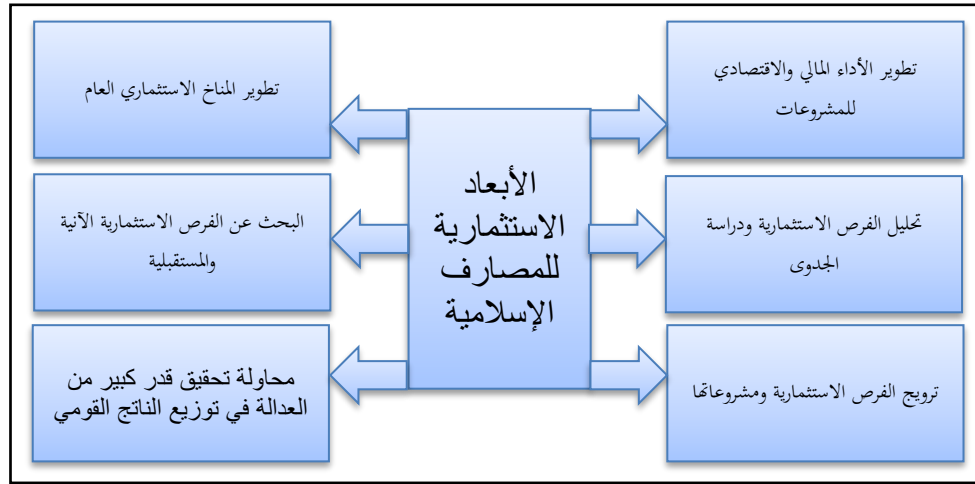 تطوير الأداء المالي والاقتصادي
للمشروعات
تطوير المناخ الاستثماري العام
الأبعاد
الاستثمارية
للمصارف
الإسلامية
تحليل الفرص الاستثمارية ودراسة
الجدوى
البحث عن الفرص الاستثمارية الآنية
والمستقبلية
ترويج الفرص الاستثمارية ومشروعاتها
محاولة تحقيق قدر كبير من
العدالة في توزيع الناتج القومي